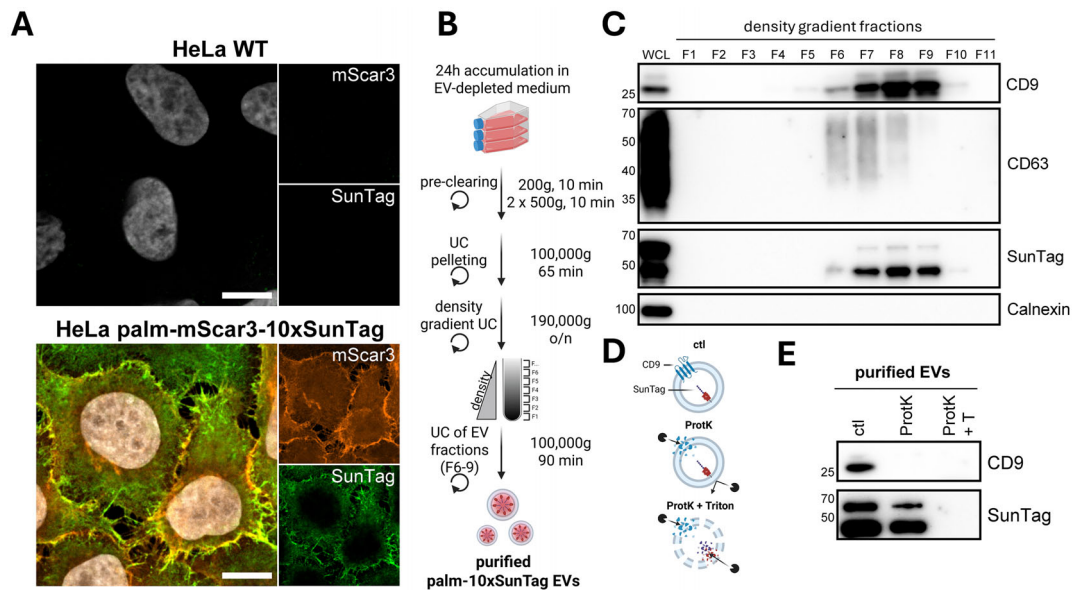 A
HeLa WT
mScar3
SunTag
HeLa palm-mScar3-10xSunTag
mScar3
SunTag
B
24h accumulation in
EV-depleted medium
pre-clearing
200g, 10 min
2 x 500g, 10 min
UC
pelleting
100,000g
65 min
density
gradient UC
190,000g
o/n
density
F...
F6
F5
F4
F3
F2
F1
UC of EV
fractions
(F6-9)
100,000g
90 min
purified
palm-10xSunTag EVs
C
density gradient fractions
WCL F1 F2 F3 F4 F5 F6 F7 F8 F9 F10 F11
25
CD9
70
50
40
35
CD63
70
50
SunTag
100
Calnexin
D
ctl
CD9
SunTag
ProtK
ProtK + Triton
E
purified EVs
ctl
ProtK
ProtK
+ T
25
CD9
70
50
SunTag